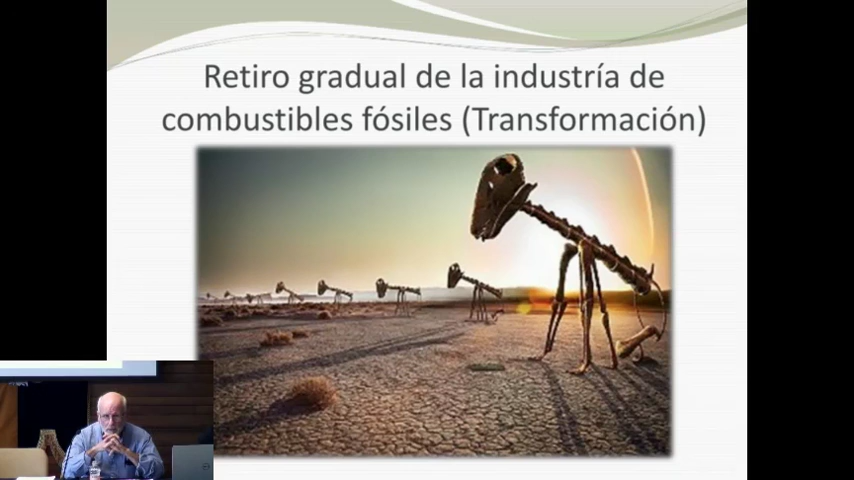 Retiro gradual de la industría de
combustibles fósiles (Transformación)